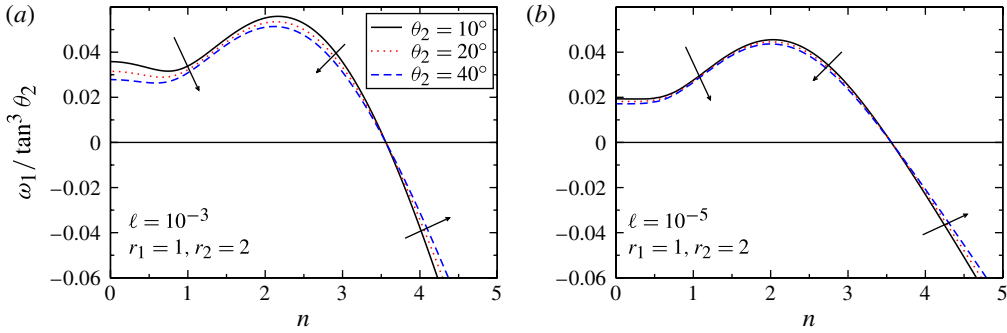 (a)
ω₁/tan³ θ₂
0.04
0.02
0
−0.02
−0.04
−0.06
θ₂ = 10°
θ₂ = 20°
θ₂ = 40°
ℓ = 10⁻³
r₁ = 1, r₂ = 2
0 1 2 3 4 5
n
(b)
0.04
0.02
0
−0.02
−0.04
−0.06
ℓ = 10⁻⁵
r₁ = 1, r₂ = 2
0 1 2 3 4 5
n